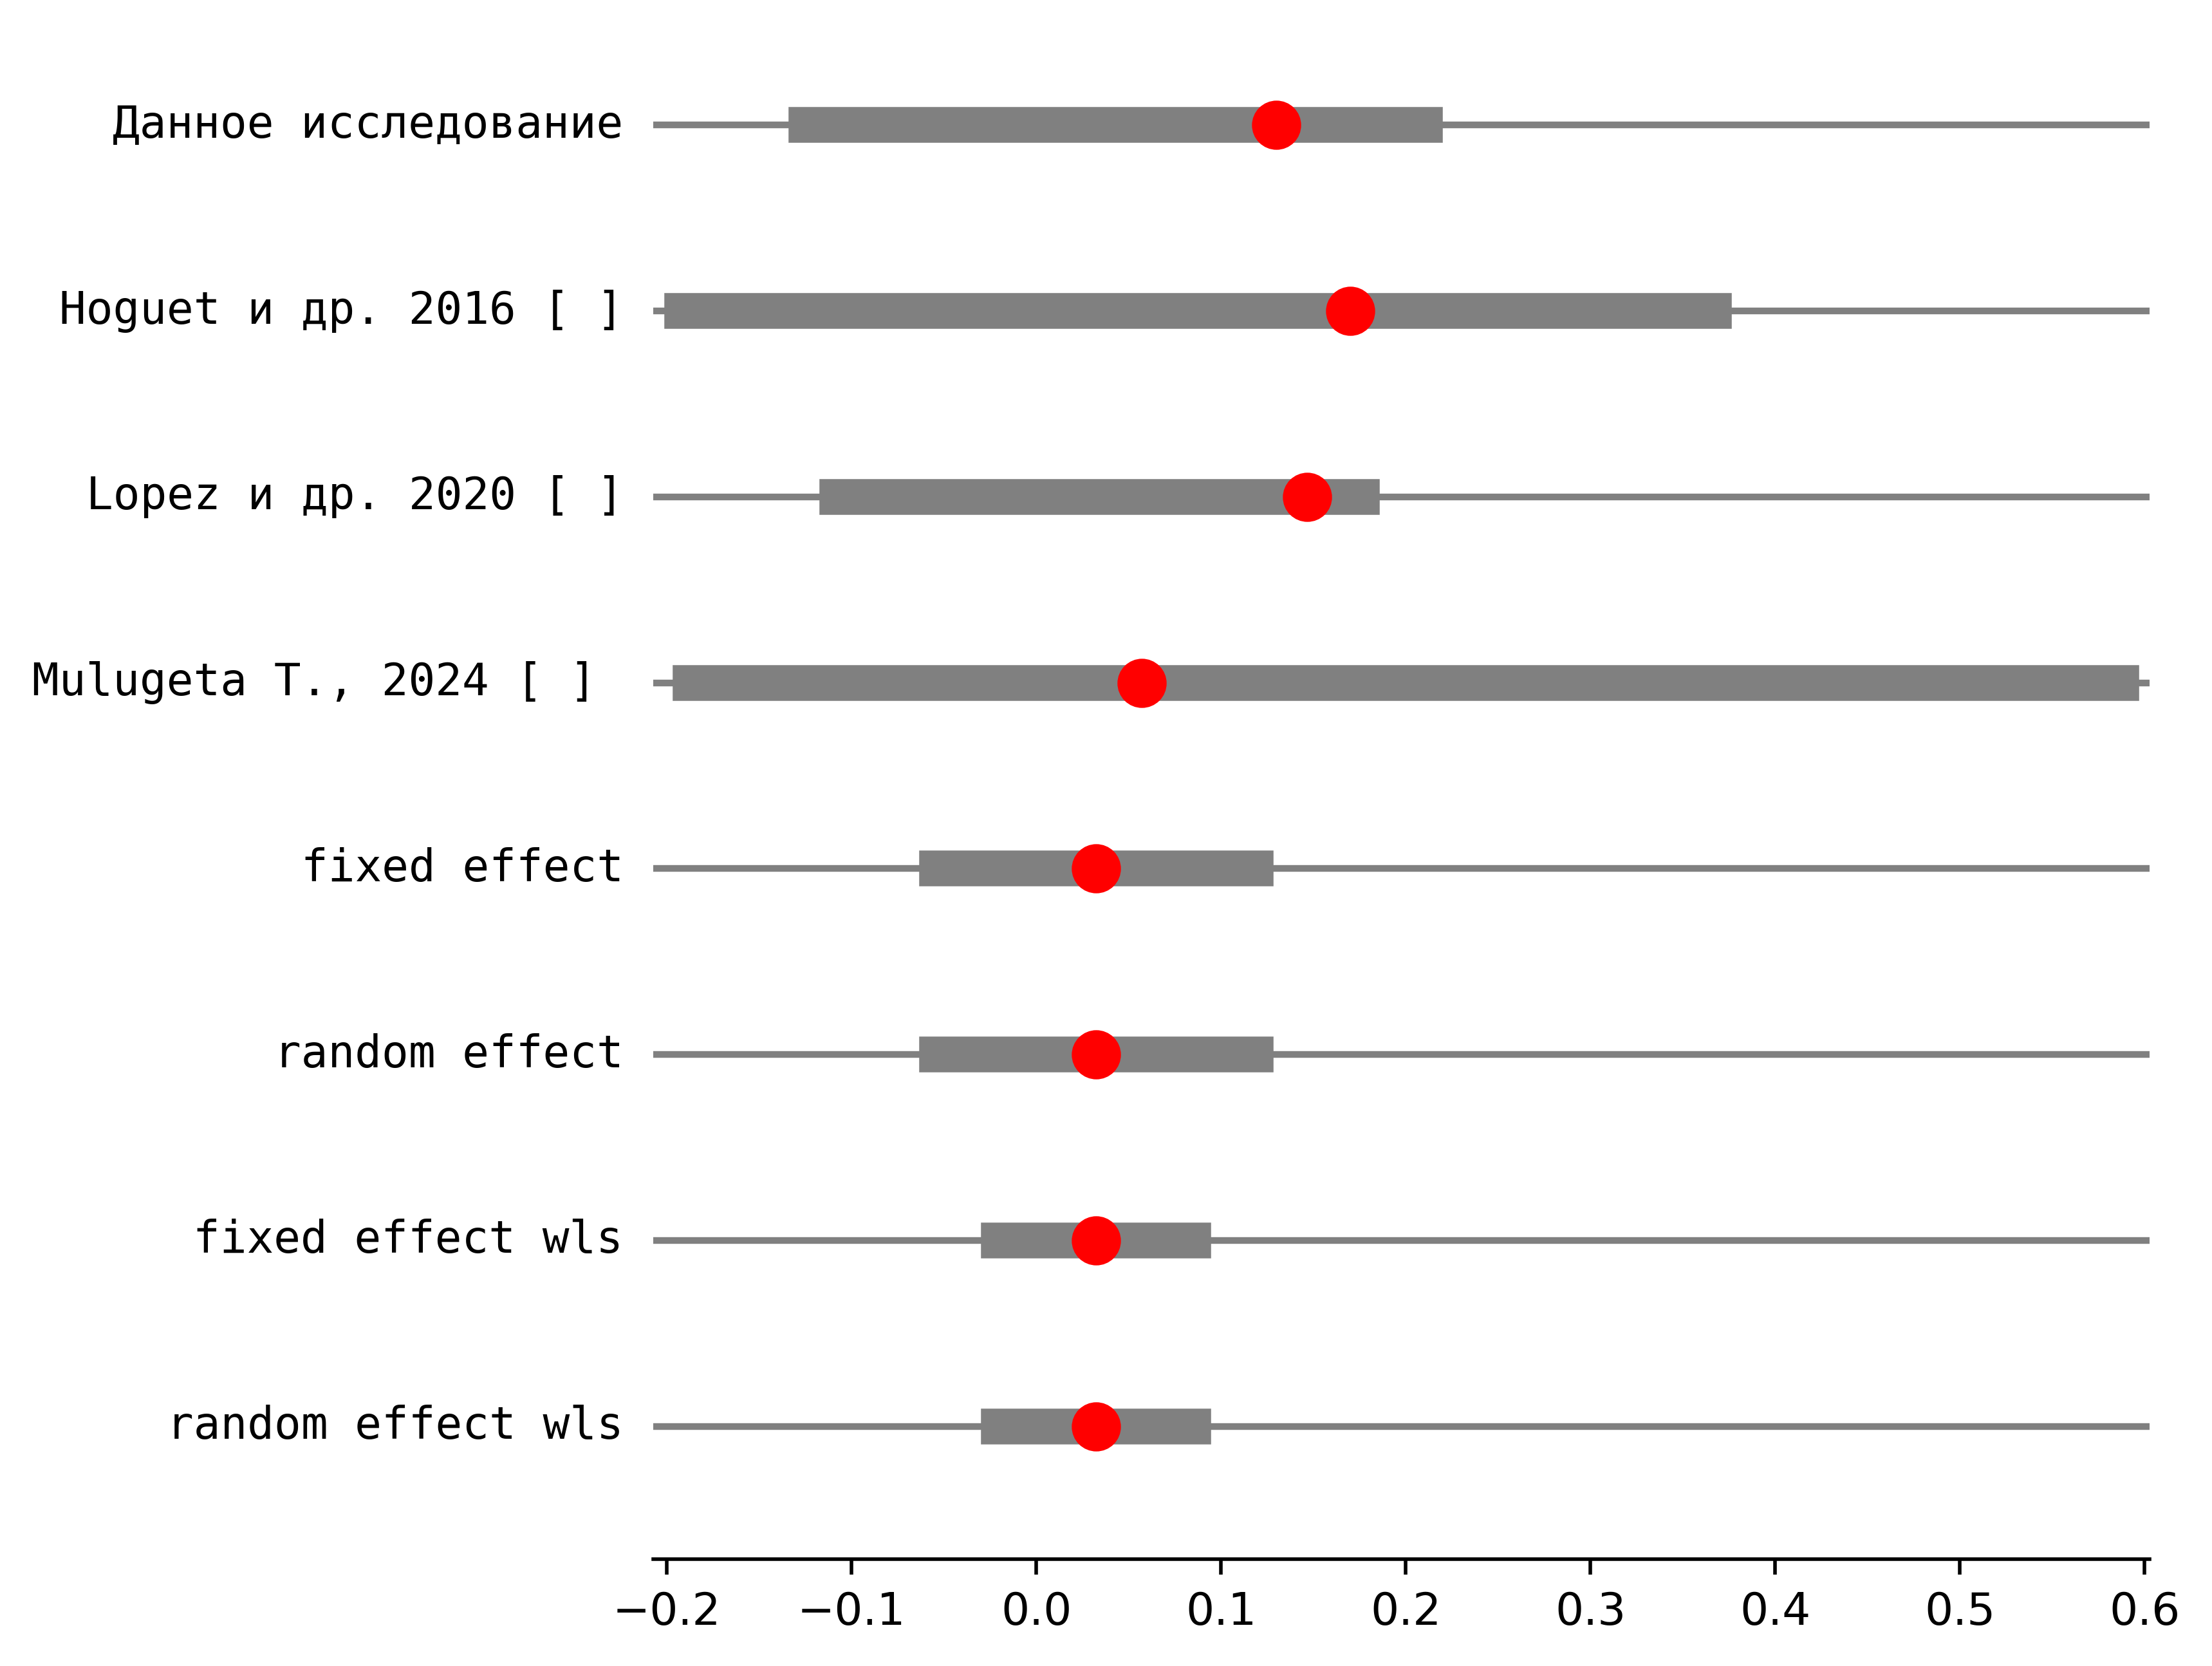 Данное исследование
Hoguet и др. 2016 [ ]
Lopez и др. 2020 [ ]
Mulugeta T., 2024 [ ]
fixed effect
random effect
fixed effect wls
random effect wls
−0.2 −0.1 0.0 0.1 0.2 0.3 0.4 0.5 0.6